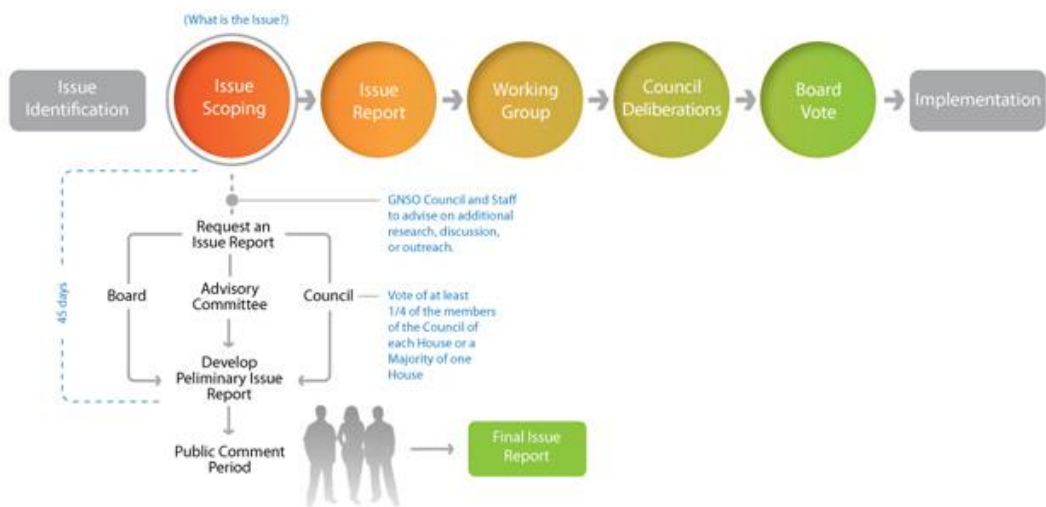 (What is the Issue?)
Issue
Identification
Issue
Scoping
Issue
Report
Working
Group
Council
Deliberations
Board
Vote
Implementation
GNSO Council and Staff
to advise on additional
research, discussion,
or outreach.
Request an
Issue Report
45 days
Board
Advisory
Committee
Council
Vote of at least
1/4 of the members
of the Council of
each House or a
Majority of one
House
Develop
Peliminary Issue
Report
Public Comment
Period
Final Issue
Report